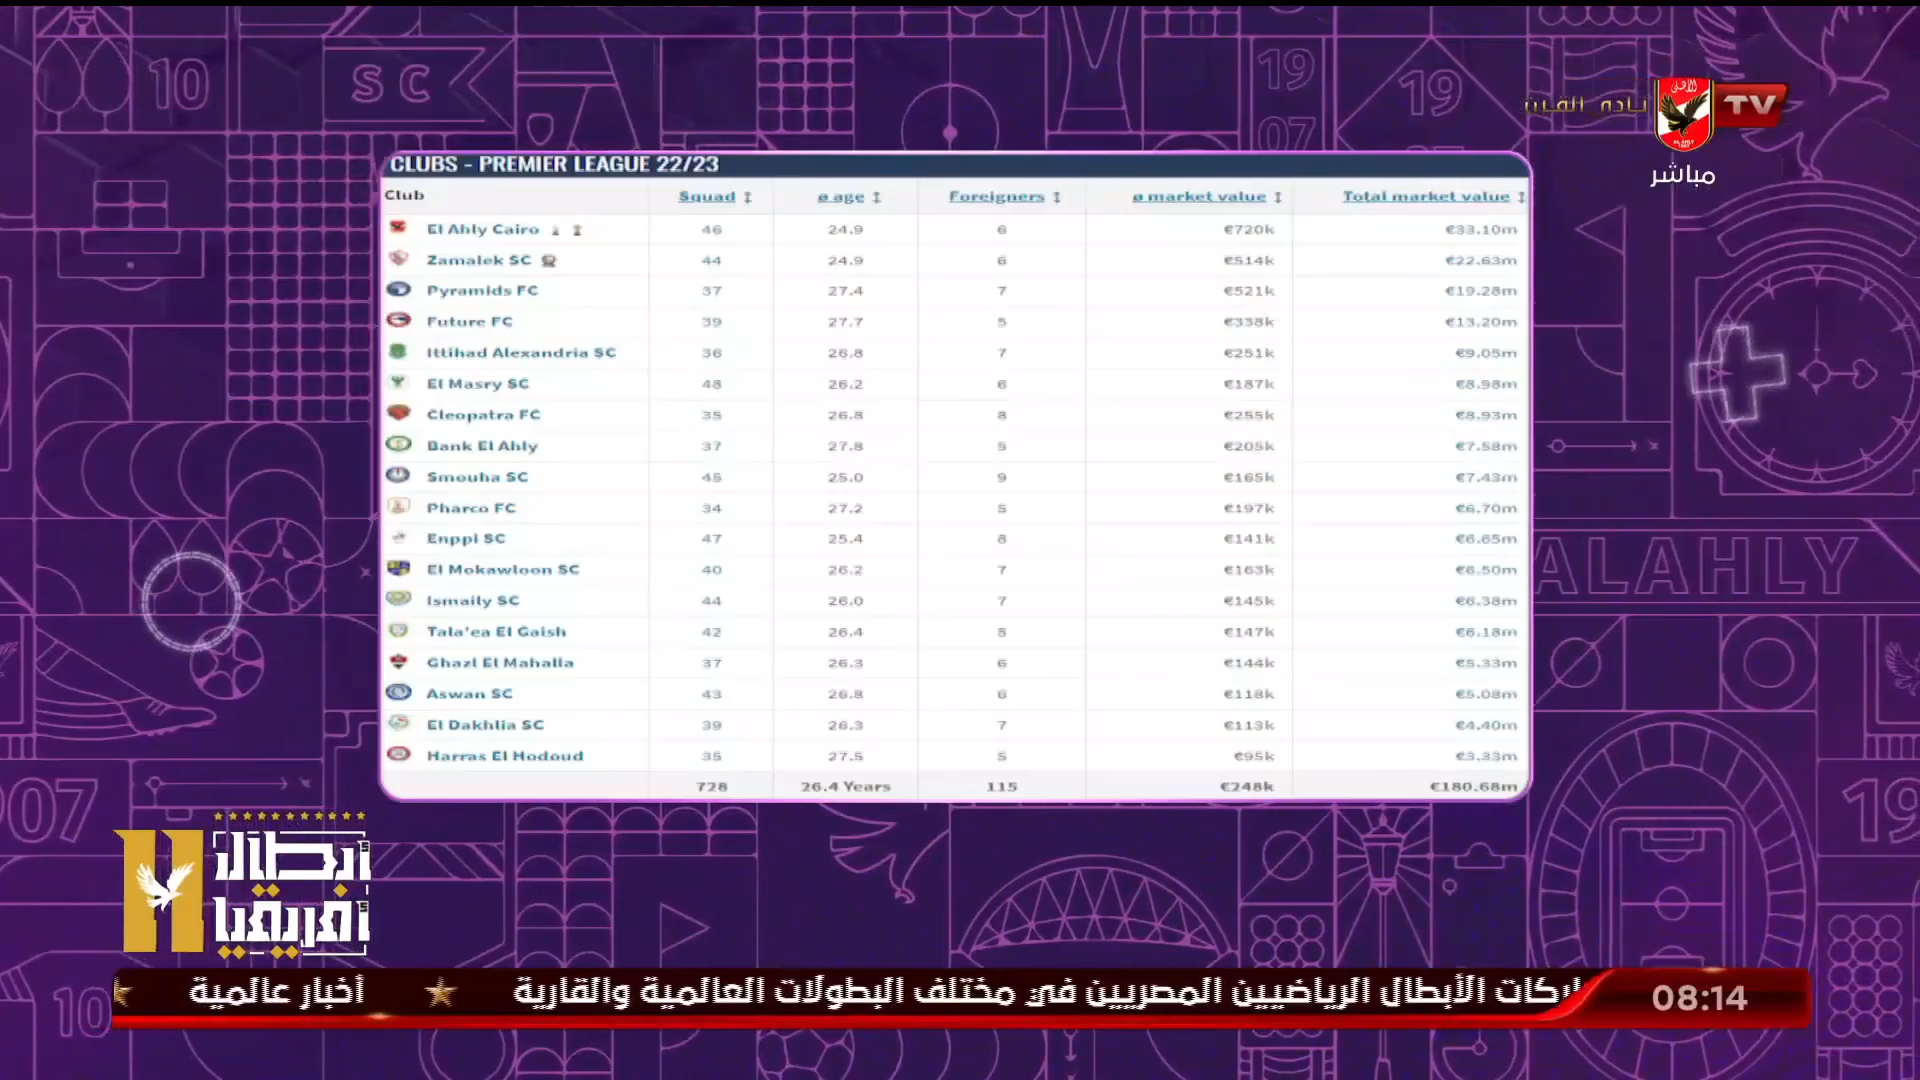 10
SC
19
07
19
نادي القرن
TV
مباشر
CLUBS - PREMIER LEAGUE 22/23
Club Squad ø age Foreigners ø market value Total market value
El Ahly Cairo 46 24.9 6 €720k €33.10m
Zamalek SC 44 24.9 6 €514k €22.63m
Pyramids FC 37 27.4 7 €521k €19.28m
Future FC 39 27.7 5 €338k €13.20m
Ittihad Alexandria SC 36 26.8 7 €251k €9.05m
El Masry SC 48 26.2 6 €187k €8.98m
Cleopatra FC 35 26.8 8 €255k €8.93m
Bank El Ahly 37 27.8 5 €205k €7.58m
Smouha SC 45 25.0 9 €165k €7.43m
Pharco FC 34 27.2 5 €197k €6.70m
Enppi SC 47 25.4 8 €141k €6.65m
El Mokawloon SC 40 26.2 7 €163k €6.50m
Ismaily SC 44 26.0 7 €145k €6.38m
Tala'ea El Gaish 42 26.4 5 €147k €6.18m
Ghazl El Mahalla 37 26.3 6 €144k €5.33m
Aswan SC 43 26.8 6 €118k €5.08m
El Dakhlia SC 39 26.3 7 €113k €4.40m
Harras El Hodoud 35 27.5 5 €95k €3.33m
728 26.4 Years 115 €248k €180.68m
ALAHLY
907
19
أبطال
أفريقيا
اركات الأبطال الرياضيين المصريين في مختلف البطولات العالمية والقارية ★ أخبار عالمية
08:14
10